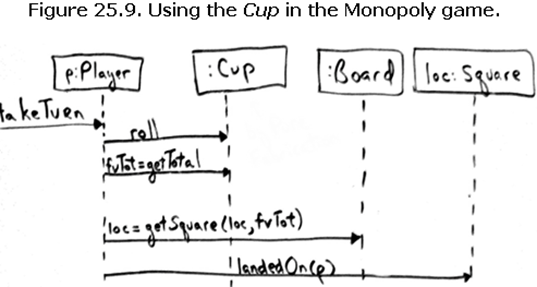 Figure 25.9. Using the Cup in the Monopoly game.
p:Player
:Cup
:Board
loc: Square
takeTurn
roll
fvTot=getTotal
loc = getSquare(loc, fvTot)
landedOn(p)